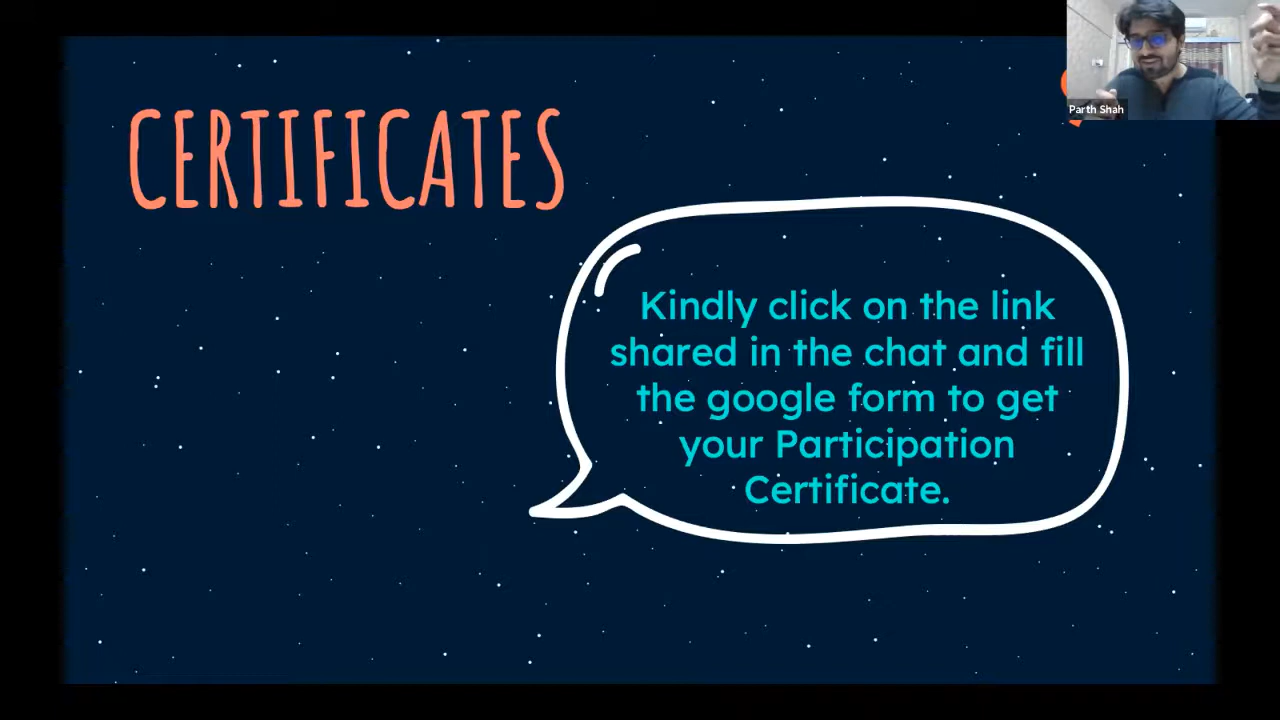 CERTIFICATES
Parth Shah
Kindly click on the link
shared in the chat and fill
the google form to get
your Participation
Certificate.